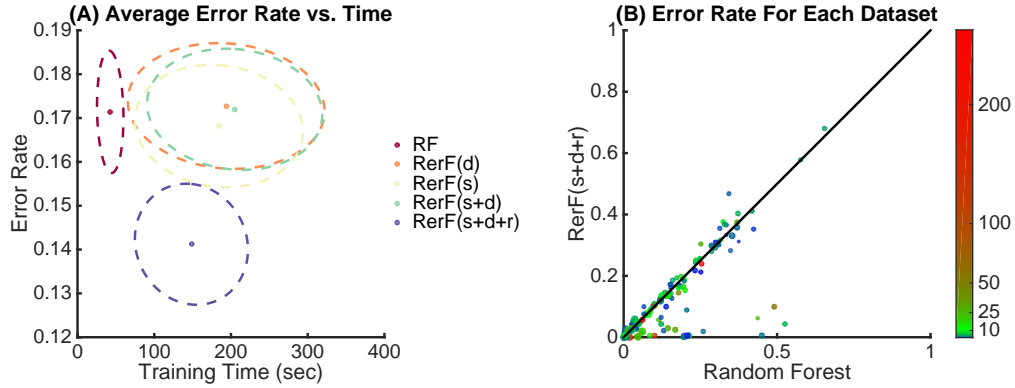 (A) Average Error Rate vs. Time
0.19
0.18
0.17
0.16
0.15
0.14
0.13
0.12
Error Rate
0
100
200
300
400
Training Time (sec)
RF
RerF(d)
RerF(s)
RerF(s+d)
RerF(s+d+r)
(B) Error Rate For Each Dataset
1
0.8
0.6
0.4
0.2
0
RerF(s+d+r)
0
0.5
1
Random Forest
200
100
50
25
10